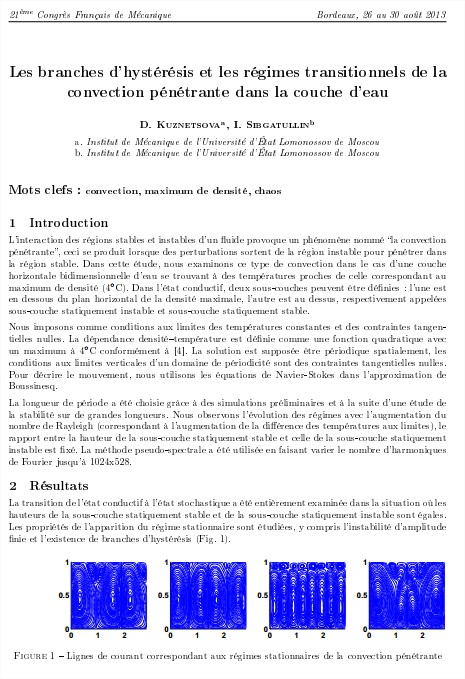 21ème Congrès Français de Mécanique Bordeaux, 26 au 30 août 2013
Les branches d'hystérésis et les régimes transitionnels de la
convection pénétrante dans la couche d'eau
D. Kuznetsovaᵃ, I. Sibgatullinᵇ
a. Institut de Mécanique de l'Université d'État Lomonossov de Moscou
b. Institut de Mécanique de l'Université d'État Lomonossov de Moscou
Mots clefs : convection, maximum de densité, chaos
1 Introduction
L'interaction des régions stables et instables d'un fluide provoque un phénomène nommé "la convection
pénétrante", ceci se produit lorsque des perturbations sortent de la région instable pour pénétrer dans
la région stable. Dans cette étude, nous examinons ce type de convection dans le cas d'une couche
horizontale bidimensionnelle d'eau se trouvant à des températures proches de celle correspondant au
maximum de densité (4°C). Dans l'état conductif, deux sous-couches peuvent être définies : l'une est
en dessous du plan horizontal de la densité maximale, l'autre est au dessus, respectivement appelées
sous-couche statiquement instable et sous-couche statiquement stable.
Nous imposons comme conditions aux limites des températures constantes et des contraintes tangen-
tielles nulles. La dépendance densité-température est définie comme une fonction quadratique avec
un maximum à 4°C conformément à [4]. La solution est supposée être périodique spatialement, les
conditions aux limites verticales d'un domaine de périodicité sont des contraintes tangentielles nulles.
Pour décrire le mouvement, nous utilisons les équations de Navier-Stokes dans l'approximation de
Boussinesq.
La longueur de période a été choisie grâce à des simulations préliminaires et à la suite d'une étude de
la stabilité sur de grandes longueurs. Nous observons l'évolution des régimes avec l'augmentation du
nombre de Rayleigh (correspondant à l'augmentation de la différence des températures aux limites), le
rapport entre la hauteur de la sous-couche statiquement stable et celle de la sous-couche statiquement
instable est fixé. La méthode pseudo-spectrale a été utilisée en faisant varier le nombre d'harmoniques
de Fourier jusqu'à 1024x528.
2 Résultats
La transition de l'état conductif à l'état stochastique a été entièrement examinée dans la situation où les
hauteurs de la sous-couche statiquement stable et de la sous-couche statiquement instable sont égales.
Les propriétés de l'apparition du régime stationnaire sont étudiées, y compris l'instabilité d'amplitude
finie et l'existence de branches d'hystérésis (Fig. 1).
1 1 1 1
0.5 0.5 0.5 0.5
0 0 0 0
0 1 2 0 1 2 0 1 2 0 1 2
Figure 1 – Lignes de courant correspondant aux régimes stationnaires de la convection pénétrante